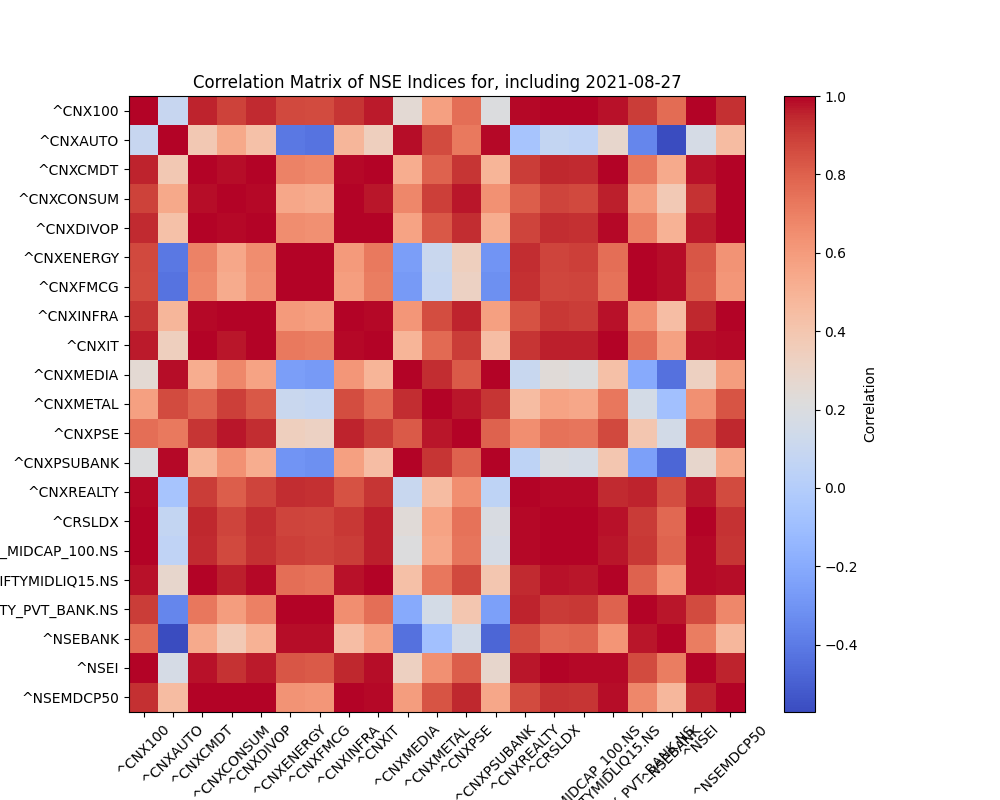 Correlation Matrix of NSE Indices for, including 2021-08-27
^CNX100
^CNXAUTO
^CNXCMDT
^CNXCONSUM
^CNXDIVOP
^CNXENERGY
^CNXFMCG
^CNXINFRA
^CNXIT
^CNXMEDIA
^CNXMETAL
^CNXPSE
^CNXPSUBANK
^CNXREALTY
^CRSLDX
_MIDCAP_100.NS
IFTYMIDLIQ15.NS
TY_PVT_BANK.NS
^NSEBANK
^NSEI
^NSEMDCP50
^CNX100
^CNXAUTO
^CNXCMDT
^CNXCONSUM
^CNXDIVOP
^CNXENERGY
^CNXFMCG
^CNXINFRA
^CNXIT
^CNXMEDIA
^CNXMETAL
^CNXPSE
^CNXPSUBANK
^CNXREALTY
^CRSLDX
MIDCAP_100.NS
TYMIDLIQ15.NS
_PVT_BANK.NS
^NSEBANK
^NSEI
^NSEMDCP50
1.0
0.8
0.6
0.4
0.2
0.0
−0.2
−0.4
Correlation